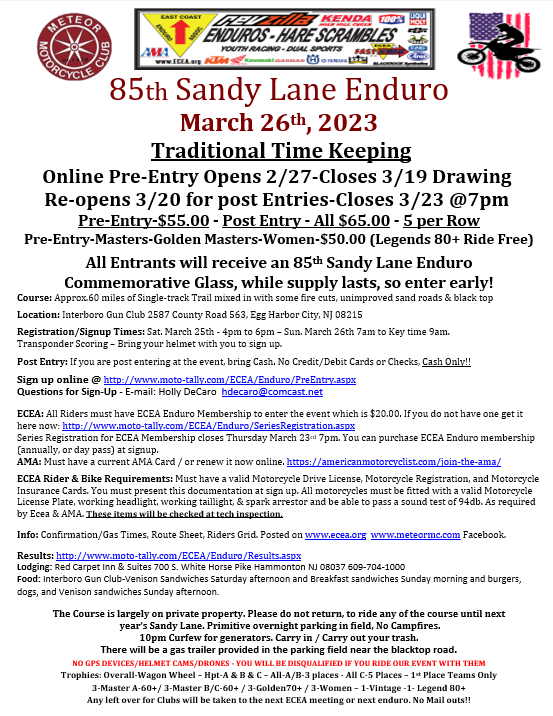 METEOR
MOTORCYCLE CLUB
EAST COAST
ENDURO
AMA
www.ECEA.org
revzilla
KENDA
HARE HILL CYCLE
100%
LIQUI MOLY
ENDUROS - HARE SCRAMBLES
YOUTH RACING - DUAL SPORTS
KTM
Kawasaki
YAMAHA
85th Sandy Lane Enduro
March 26th, 2023
Traditional Time Keeping
Online Pre-Entry Opens 2/27-Closes 3/19 Drawing
Re-opens 3/20 for post Entries-Closes 3/23 @7pm
Pre-Entry-$55.00 - Post Entry - All $65.00 - 5 per Row
Pre-Entry-Masters-Golden Masters-Women-$50.00 (Legends 80+ Ride Free)
All Entrants will receive an 85th Sandy Lane Enduro
Commemorative Glass, while supply lasts, so enter early!
Course: Approx.60 miles of Single-track Trail mixed in with some fire cuts, unimproved sand roads & black top
Location: Interboro Gun Club 2587 County Road 563, Egg Harbor City, NJ 08215
Registration/Signup Times: Sat. March 25th - 4pm to 6pm – Sun. March 26th 7am to Key time 9am.
Transponder Scoring – Bring your helmet with you to sign up.
Post Entry: If you are post entering at the event, bring Cash. No Credit/Debit Cards or Checks, Cash Only!!
Sign up online @ http://www.moto-tally.com/ECEA/Enduro/PreEntry.aspx
Questions for Sign-Up - E-mail: Holly DeCaro hdecaro@comcast.net
ECEA: All Riders must have ECEA Enduro Membership to enter the event which is $20.00. If you do not have one get it
here now: http://www.moto-tally.com/ECEA/Enduro/SeriesRegistration.aspx
Series Registration for ECEA Membership closes Thursday March 23rd 7pm. You can purchase ECEA Enduro membership
(annually, or day pass) at signup.
AMA: Must have a current AMA Card / or renew it now online. https://americanmotorcyclist.com/join-the-ama/
ECEA Rider & Bike Requirements: Must have a valid Motorcycle Drive License, Motorcycle Registration, and Motorcycle
Insurance Cards. You must present this documentation at sign up. All motorcycles must be fitted with a valid Motorcycle
License Plate, working headlight, working taillight, & spark arrestor and be able to pass a sound test of 94db. As required
by Ecea & AMA. These items will be checked at tech inspection.
Info: Confirmation/Gas Times, Route Sheet, Riders Grid. Posted on www.ecea.org www.meteormc.com Facebook.
Results: http://www.moto-tally.com/ECEA/Enduro/Results.aspx
Lodging: Red Carpet Inn & Suites 700 S. White Horse Pike Hammonton NJ 08037 609-704-1000
Food: Interboro Gun Club-Venison Sandwiches Saturday afternoon and Breakfast sandwiches Sunday morning and burgers,
dogs, and Venison sandwiches Sunday afternoon.
The Course is largely on private property. Please do not return, to ride any of the course until next
year's Sandy Lane. Primitive overnight parking in field, No Campfires.
10pm Curfew for generators. Carry in / Carry out your trash.
There will be a gas trailer provided in the parking field near the blacktop road.
NO GPS DEVICES/HELMET CAMS/DRONES - YOU WILL BE DISQUALIFIED IF YOU RIDE OUR EVENT WITH THEM
Trophies: Overall-Wagon Wheel – Hpt-A & B & C – All-A/B-3 places - All C-5 Places – 1st Place Teams Only
3-Master A-60+/ 3-Master B/C-60+ / 3-Golden70+ / 3-Women – 1-Vintage -1- Legend 80+
Any left over for Clubs will be taken to the next ECEA meeting or next enduro. No Mail outs!!